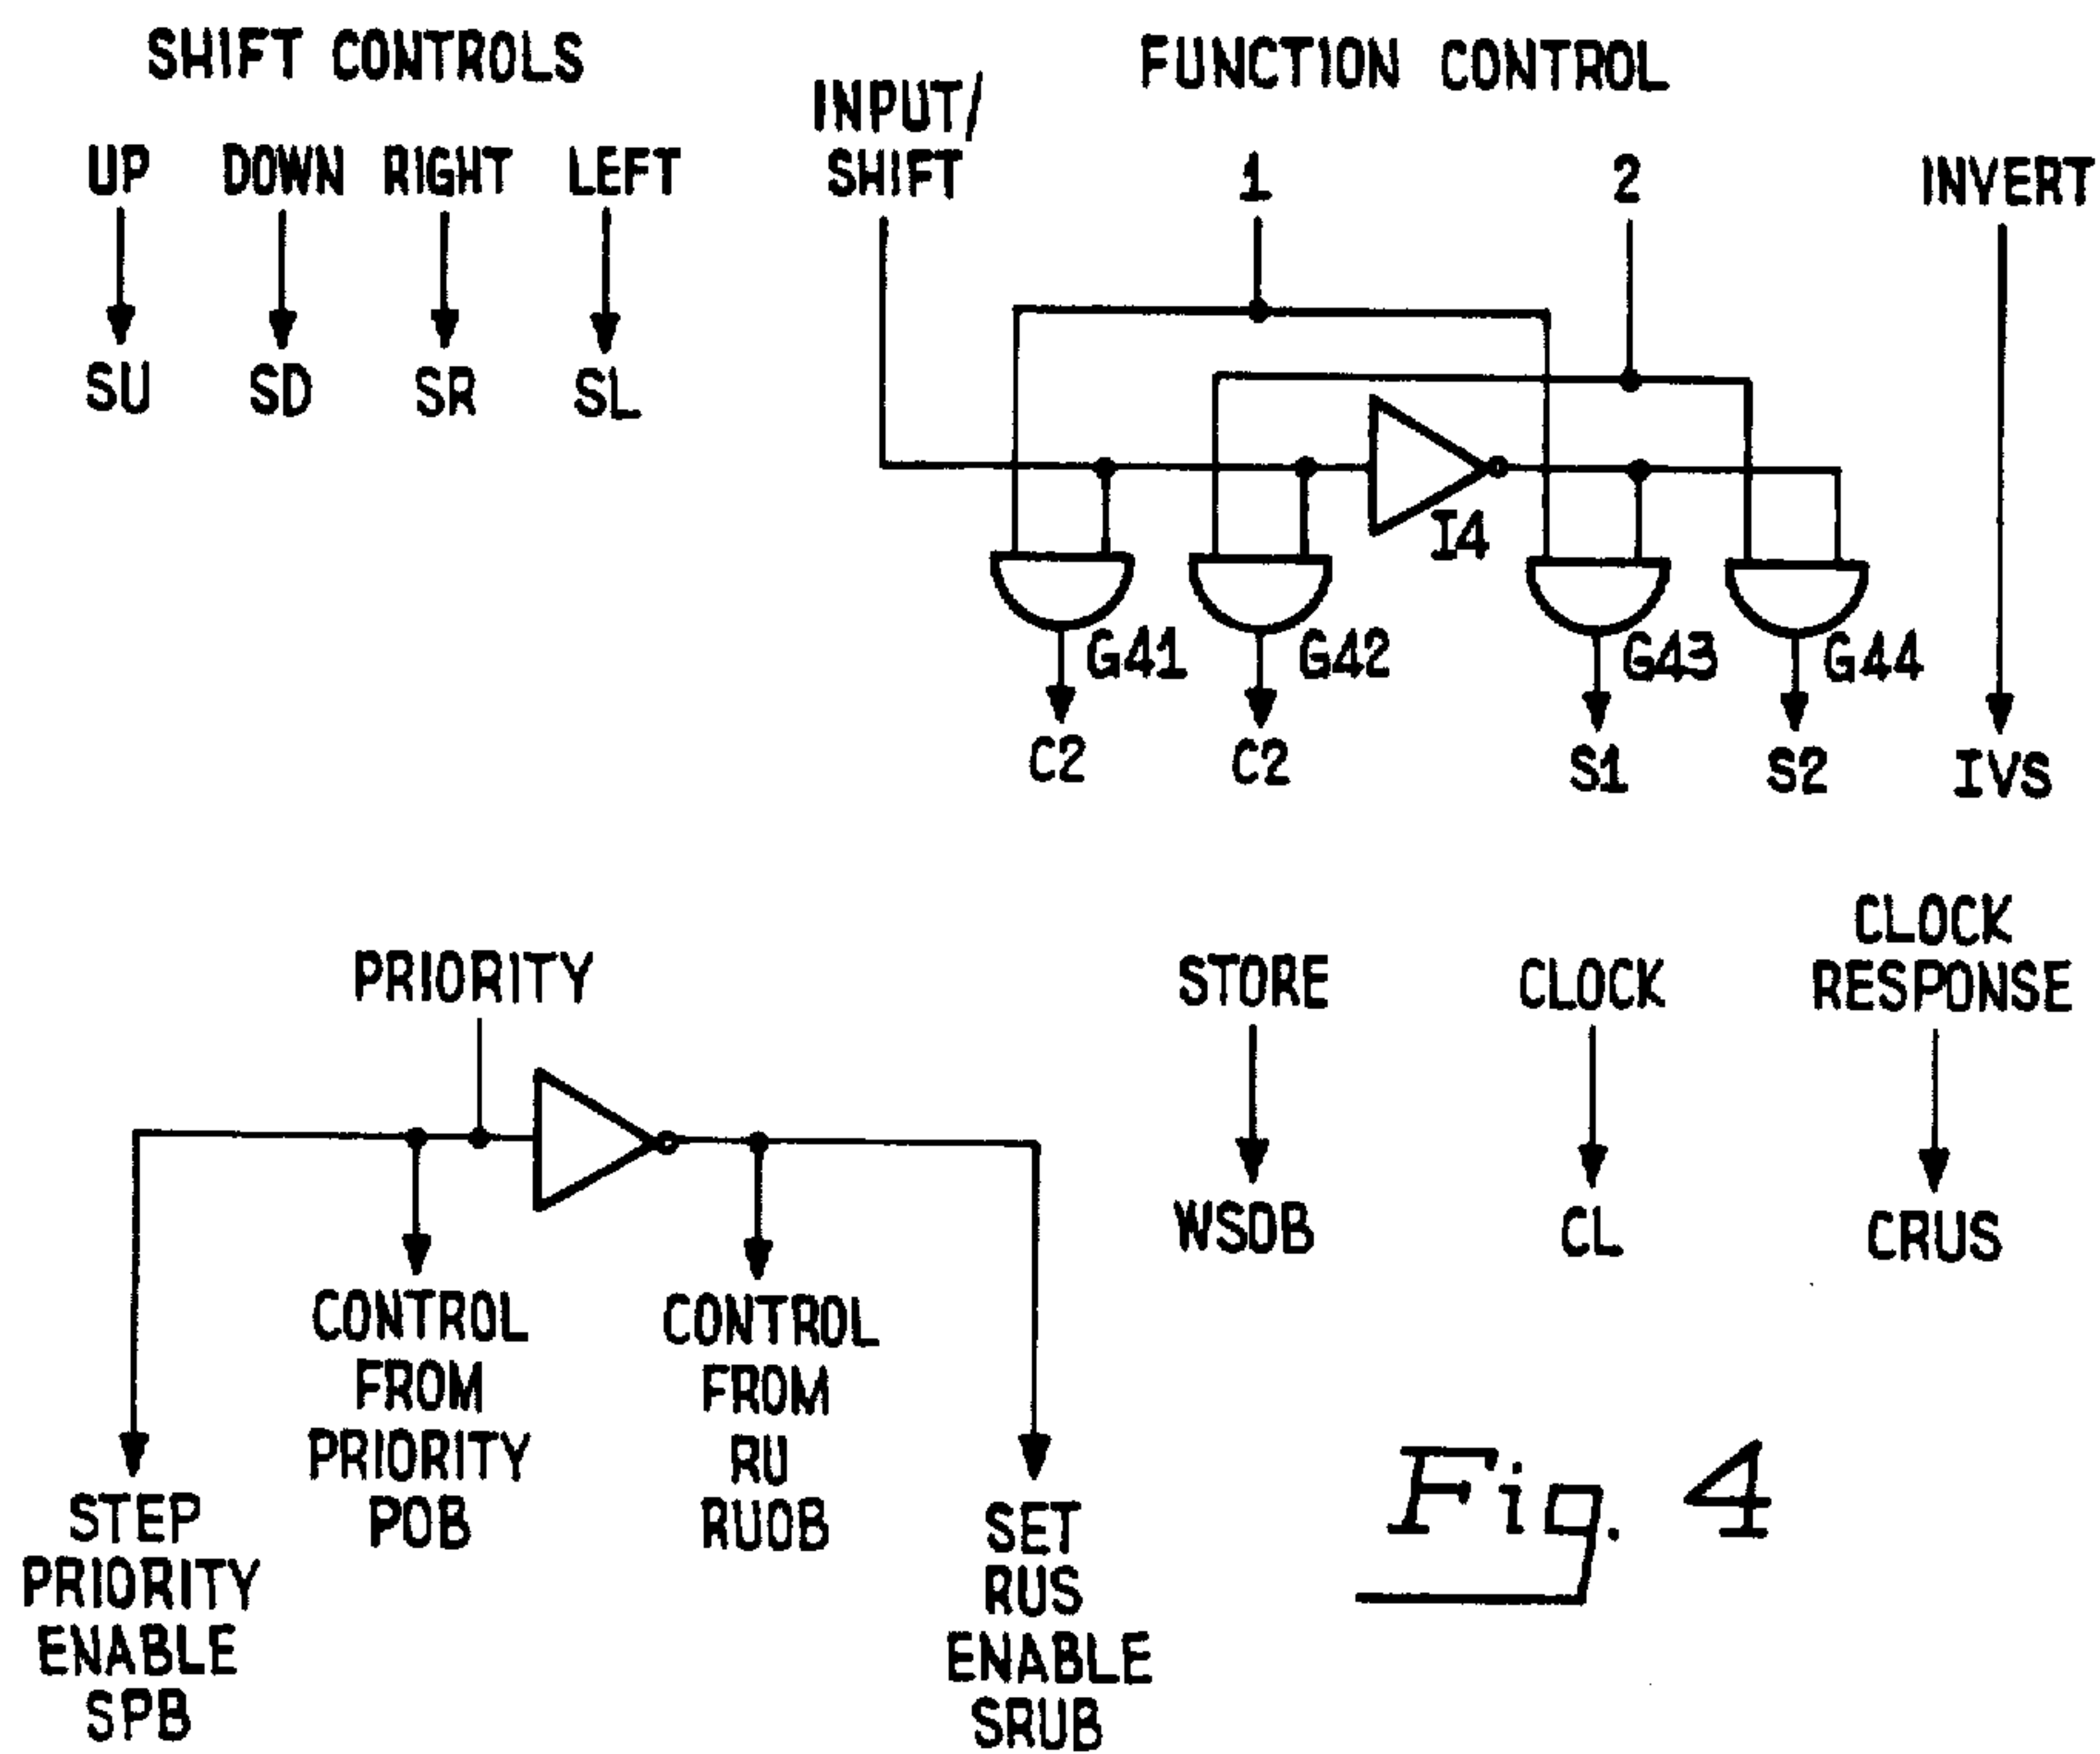 SHIFT CONTROLS
UP DOWN RIGHT LEFT
SU SD SR SL
FUNCTION CONTROL
INPUT/
SHIFT
1 2 INVERT
I4
G41 G42 G43 G44
C2 C2 S1 S2 IVS
PRIORITY
CONTROL
FROM
PRIORITY
POB
CONTROL
FROM
RU
RUOB
STEP
PRIORITY
ENABLE
SPB
SET
RUS
ENABLE
SRUB
STORE
WSOB
CLOCK
CL
CLOCK
RESPONSE
CRUS
Fig. 4